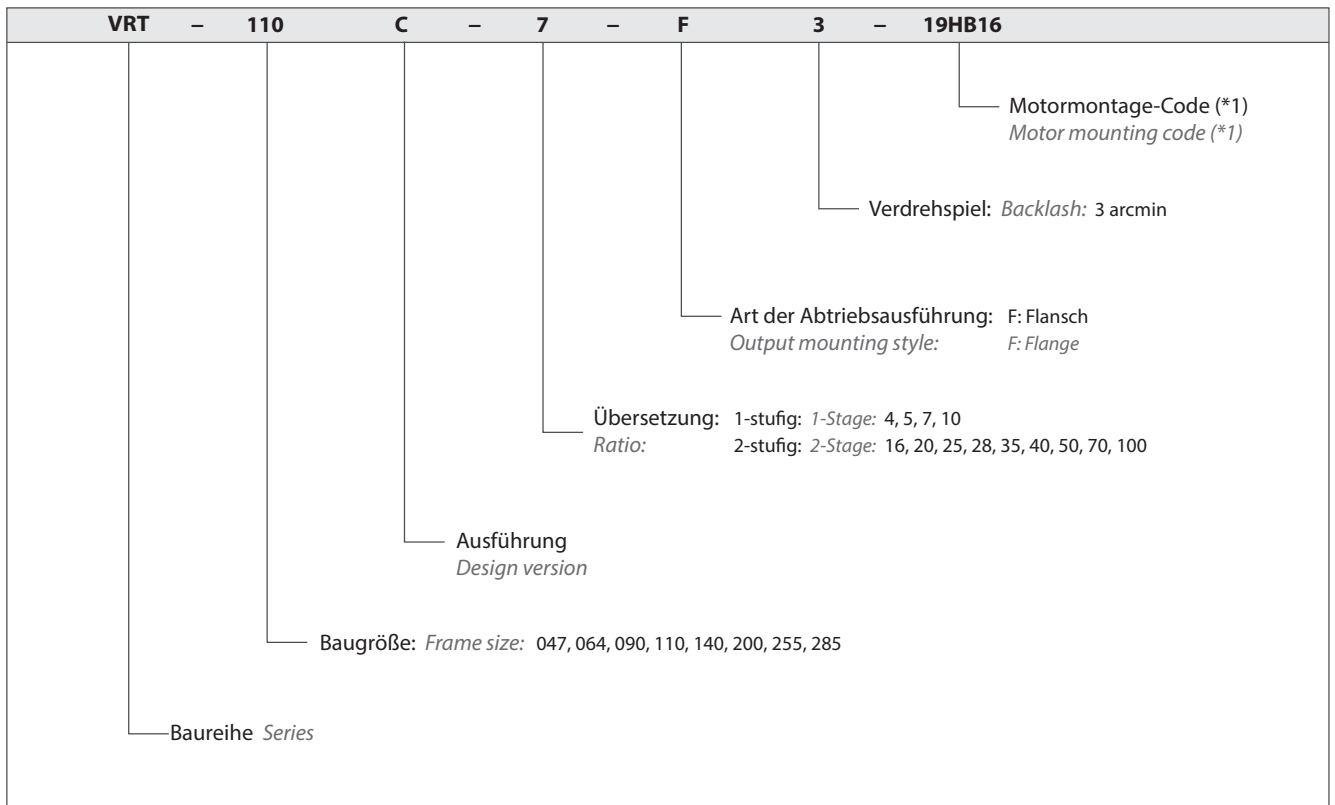 VRT – 110 C – 7 – F 3 – 19HB16
Motormontage-Code (*1)
Motor mounting code (*1)
Verdrehspiel: Backlash: 3 arcmin
Art der Abtriebsausführung: F: Flansch
Output mounting style: F: Flange
Übersetzung: 1-stufig: 1-Stage: 4, 5, 7, 10
Ratio: 2-stufig: 2-Stage: 16, 20, 25, 28, 35, 40, 50, 70, 100
Ausführung
Design version
Baugröße: Frame size: 047, 064, 090, 110, 140, 200, 255, 285
Baureihe Series